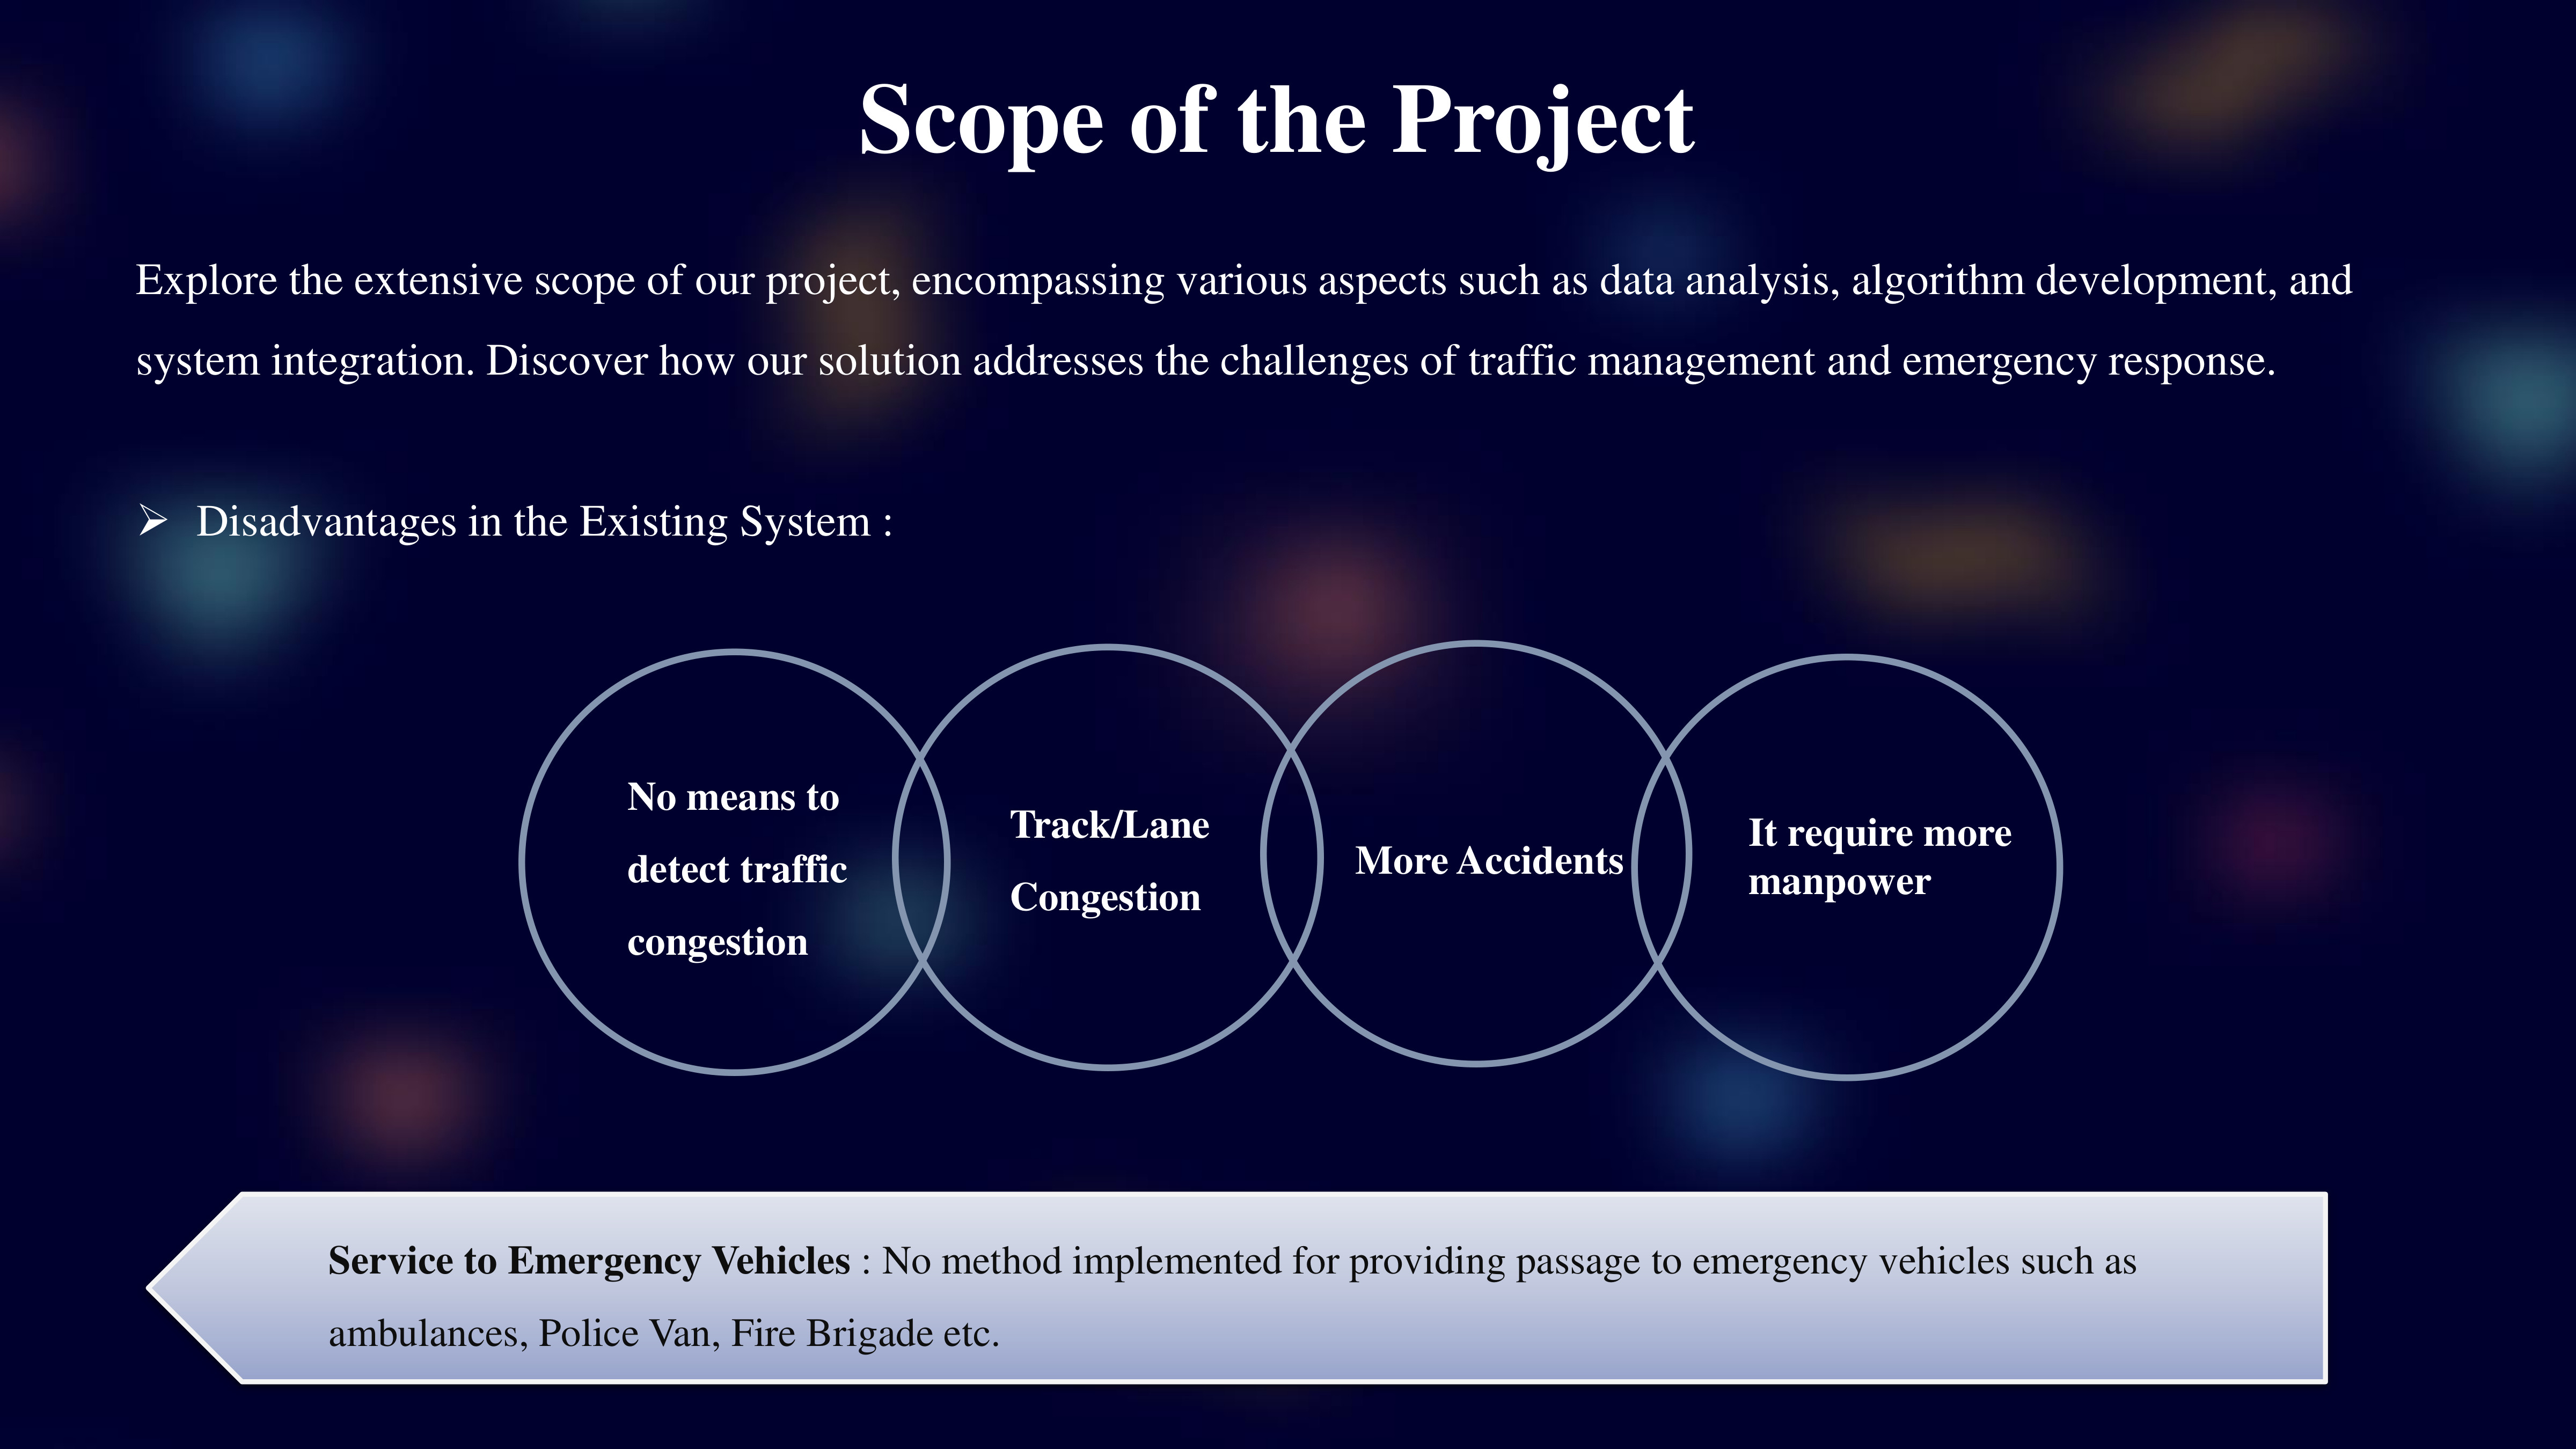 Scope of the Project
Explore the extensive scope of our project, encompassing various aspects such as data analysis, algorithm development, and
system integration. Discover how our solution addresses the challenges of traffic management and emergency response.
➢ Disadvantages in the Existing System :
No means to
detect traffic
congestion
Track/Lane
Congestion
More Accidents
It require more
manpower
Service to Emergency Vehicles : No method implemented for providing passage to emergency vehicles such as
ambulances, Police Van, Fire Brigade etc.